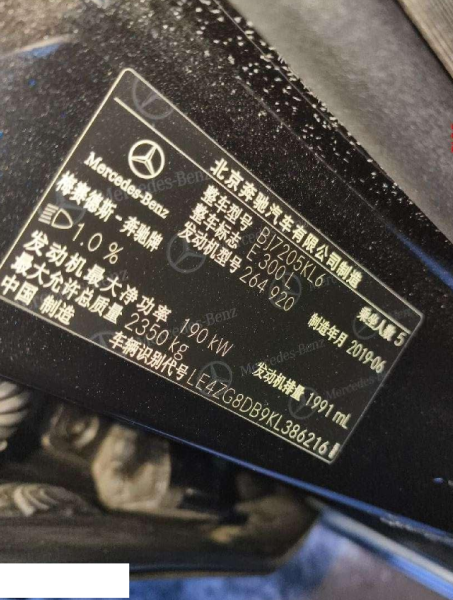 北京奔驰汽车有限公司制造
Mercedes-Benz
梅赛德斯-奔驰牌
整车型号 BJ7205KL6
整车标志 E 300 L
发动机型号 264 920
乘坐人数 5
制造年月 2019-06
1.0 %
发动机最大净功率 190 kW
发动机排量 1991 mL
最大允许总质量 2350 kg
中国 制造
车辆识别代号 LE4ZG8DB9KL386216